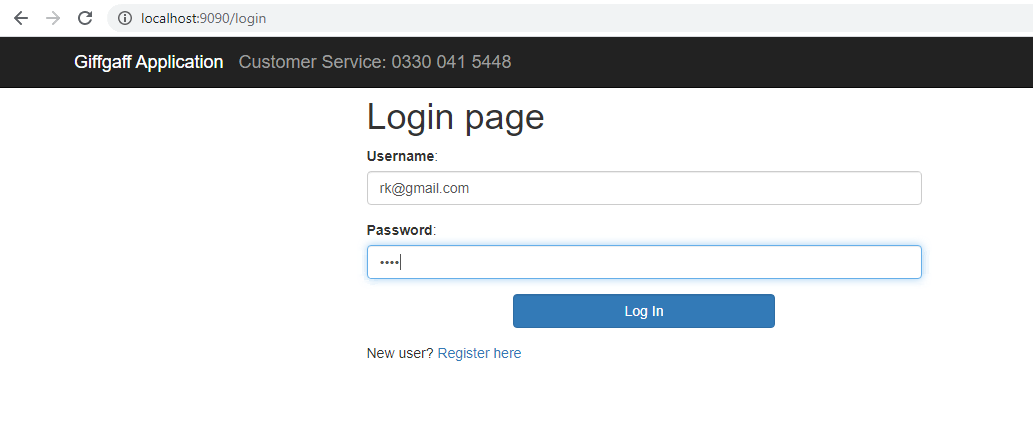 localhost:9090/login
Giffgaff Application Customer Service: 0330 041 5448
Login page
Username:
rk@gmail.com
Password:
••••
Log In
New user? Register here